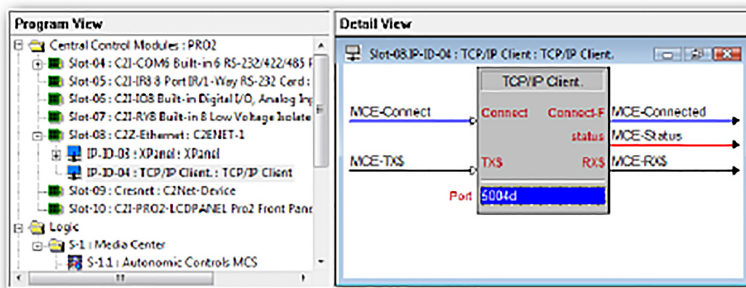 Program View
Central Control Modules : PRO2
Slot-04 : C2I-COM6 Built-in 6 RS-232/422/485 F
Slot-05 : C2I-IR8 8 Port IR/1-Way RS-232 Card :
Slot-06 : C2I-IO8 Built-in Digital I/O, Analog Inp
Slot-07 : C2I-RY8 Built-in 8 Low Voltage Isolate
Slot-08 : C2Z-Ethernet : C2ENET-1
IP-ID-03 : XPanel : XPanel
IP-ID-04 : TCP/IP Client. : TCP/IP Client
Slot-09 : Cresnet : C2Net-Device
Slot-10 : C2I-PRO2-LCDPANEL Pro2 Front Pane
Logic
S-1 : Media Center
S-1.1 : Autonomic Controls MCS
Detail View
Slot-08.IP-ID-04 : TCP/IP Client : TCP/IP Client.
TCP/IP Client.
MCE-Connect Connect Connect-F MCE-Connected
status MCE-Status
MCE-TX$ TX$ RX$ MCE-RX$
Port 5004d